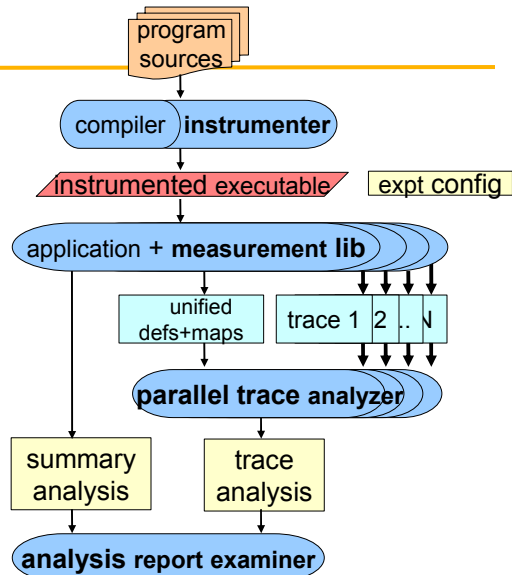 program
sources
compiler instrumenter
instrumented executable
expt config
application + measurement lib
unified
defs+maps
trace 1 2 .. N
parallel trace analyzer
summary
analysis
trace
analysis
analysis report examiner